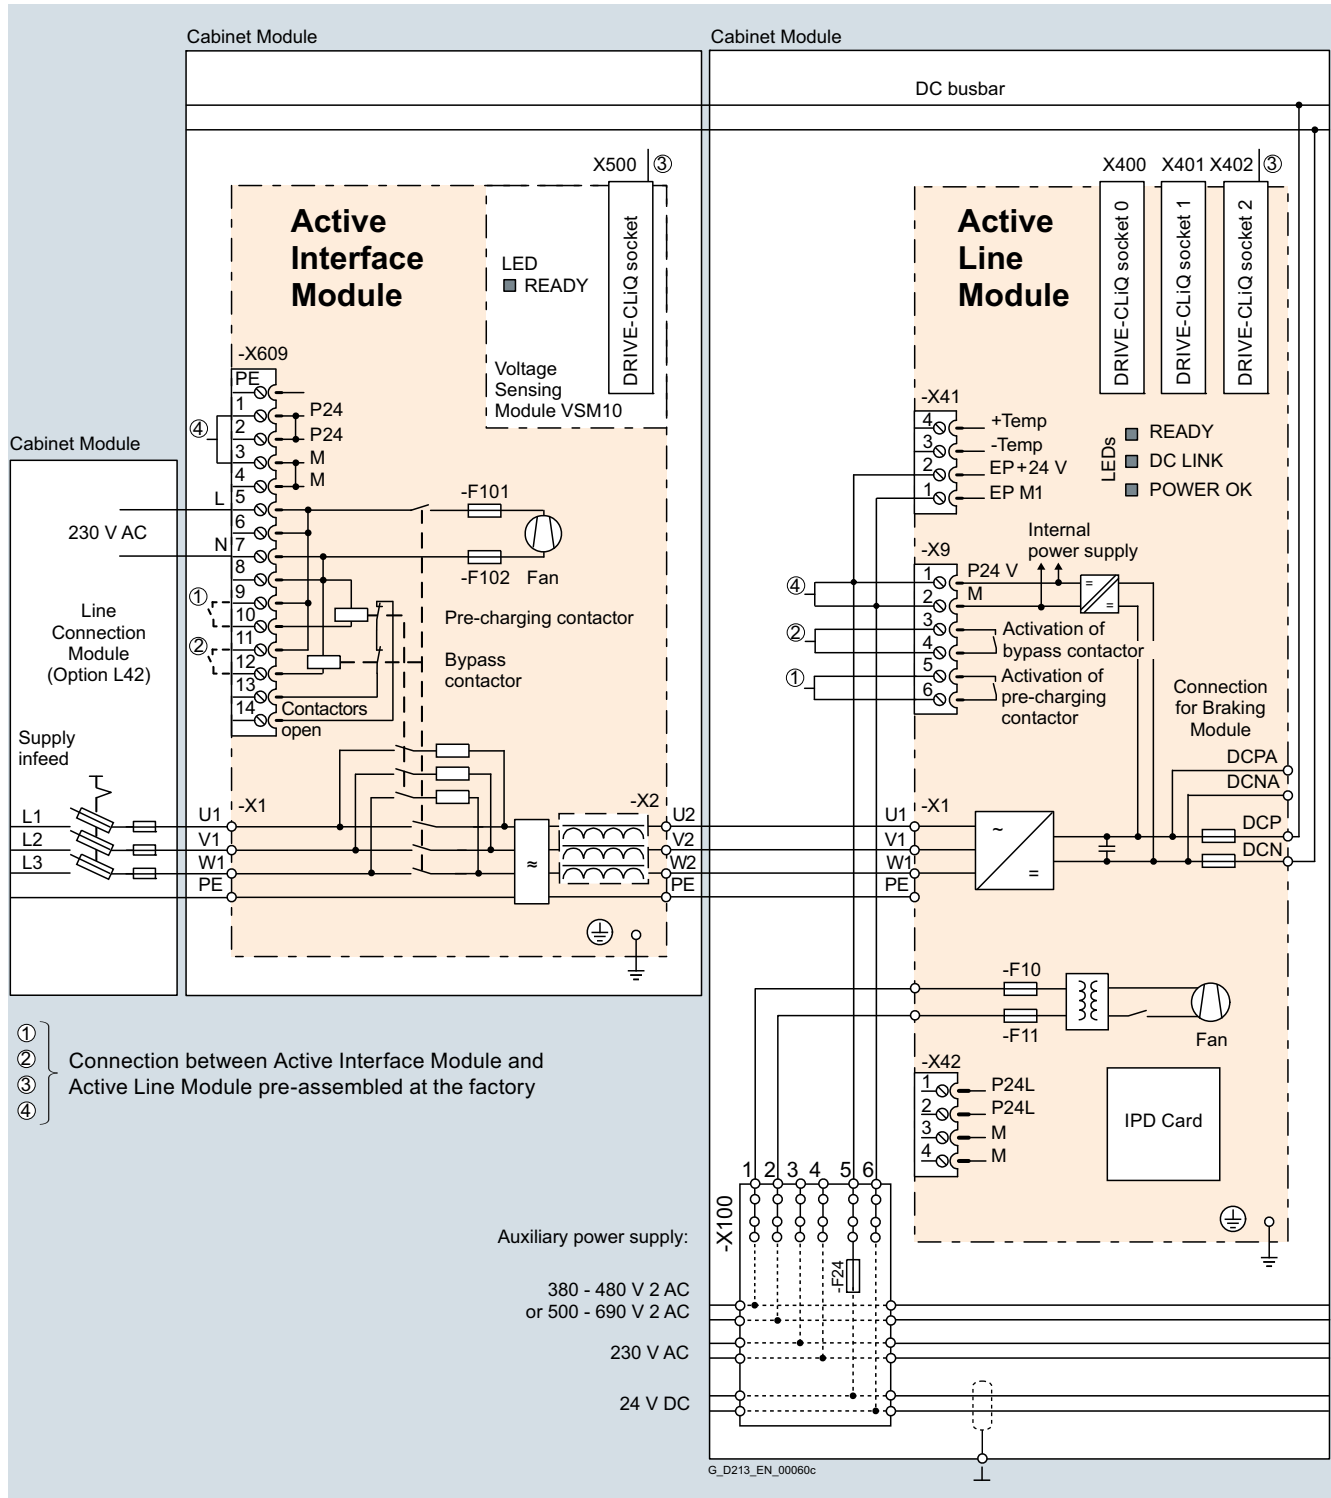 Cabinet Module
Cabinet Module
DC busbar
X500
③
X400
X401
X402
③
Active
Interface
Module
LED
READY
DRIVE-CLiQ socket
Voltage
Sensing
Module VSM10
Active
Line
Module
DRIVE-CLiQ socket 0
DRIVE-CLiQ socket 1
DRIVE-CLiQ socket 2
-X609
PE
1
P24
2
P24
3
M
4
M
④
5
6
7
8
9
10
11
12
13
14
L
N
①
②
-F101
-F102
Fan
Pre-charging contactor
Bypass
contactor
Contactors
open
Cabinet Module
230 V AC
Line
Connection
Module
(Option L42)
Supply
infeed
L1
L2
L3
U1
V1
W1
PE
-X1
≈
-X2
U2
V2
W2
PE
-X41
4
+Temp
3
-Temp
2
EP+24 V
1
EP M1
LEDs
READY
DC LINK
POWER OK
-X9
Internal
power supply
④
1
P24 V
2
M
=
=
②
3
4
Activation of
bypass contactor
①
5
6
Activation of
pre-charging
contactor
Connection
for Braking
Module
DCPA
DCNA
DCP
DCN
U1
V1
W1
PE
-X1
~
=
-F10
-F11
Fan
-X42
1
P24L
2
P24L
3
M
4
M
IPD Card
①
②
③
④
Connection between Active Interface Module and
Active Line Module pre-assembled at the factory
1 2 3 4 5 6
-X100
-F24
Auxiliary power supply:
380 - 480 V 2 AC
or 500 - 690 V 2 AC
230 V AC
24 V DC
G_D213_EN_00060c